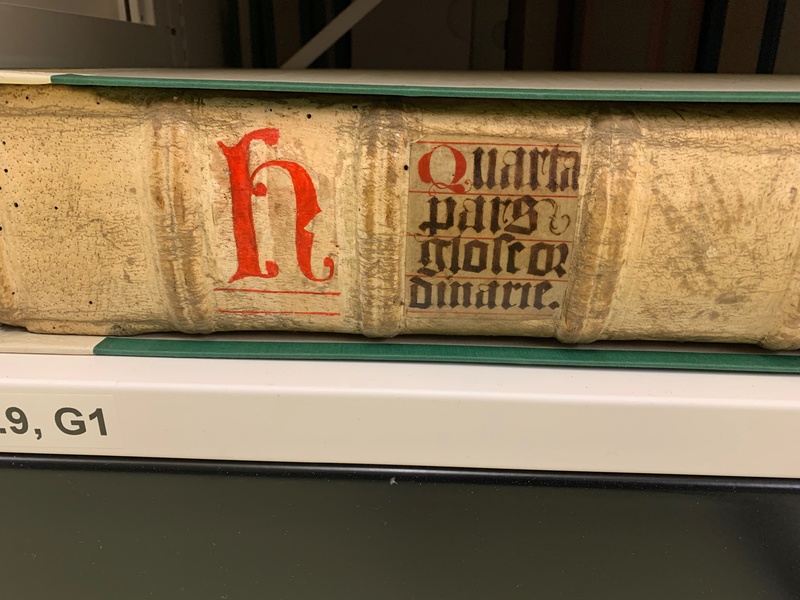 h
Quarta
pars
glose or
dinarie.
.9, G1